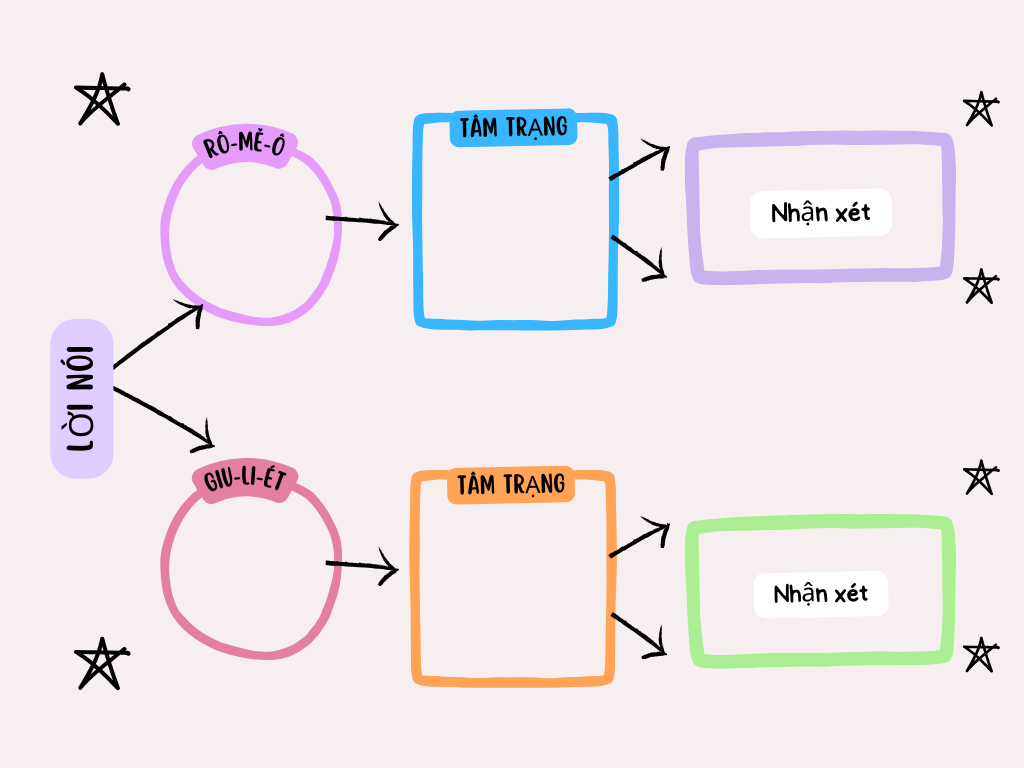 LỜI NÓI
RÔ-MÊ-Ô
TÂM TRẠNG
Nhận xét
GIU-LI-ÉT
TÂM TRẠNG
Nhận xét